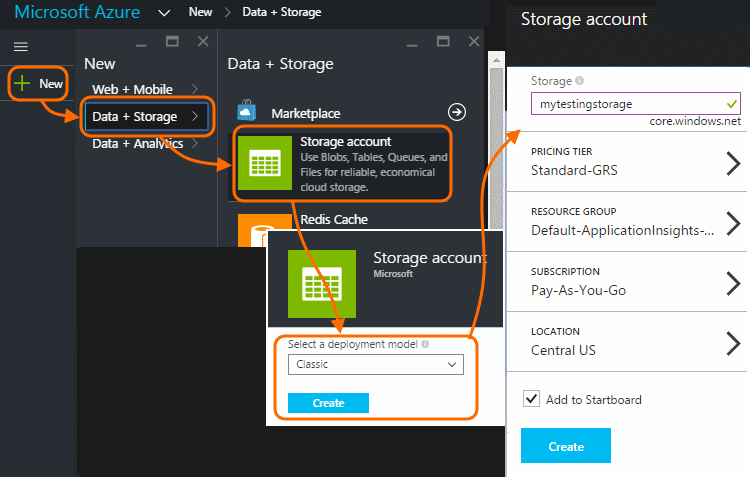 Microsoft Azure New Data + Storage
New
New
Web + Mobile
Data + Storage
Data + Analytics
Data + Storage
Marketplace
Storage account
Use Blobs, Tables, Queues, and
Files for reliable, economical
cloud storage.
Redis Cache
Storage account
Microsoft
Select a deployment model
Classic
Create
Storage account
Storage
mytestingstorage
core.windows.net
PRICING TIER
Standard-GRS
RESOURCE GROUP
Default-ApplicationInsights-...
SUBSCRIPTION
Pay-As-You-Go
LOCATION
Central US
Add to Startboard
Create